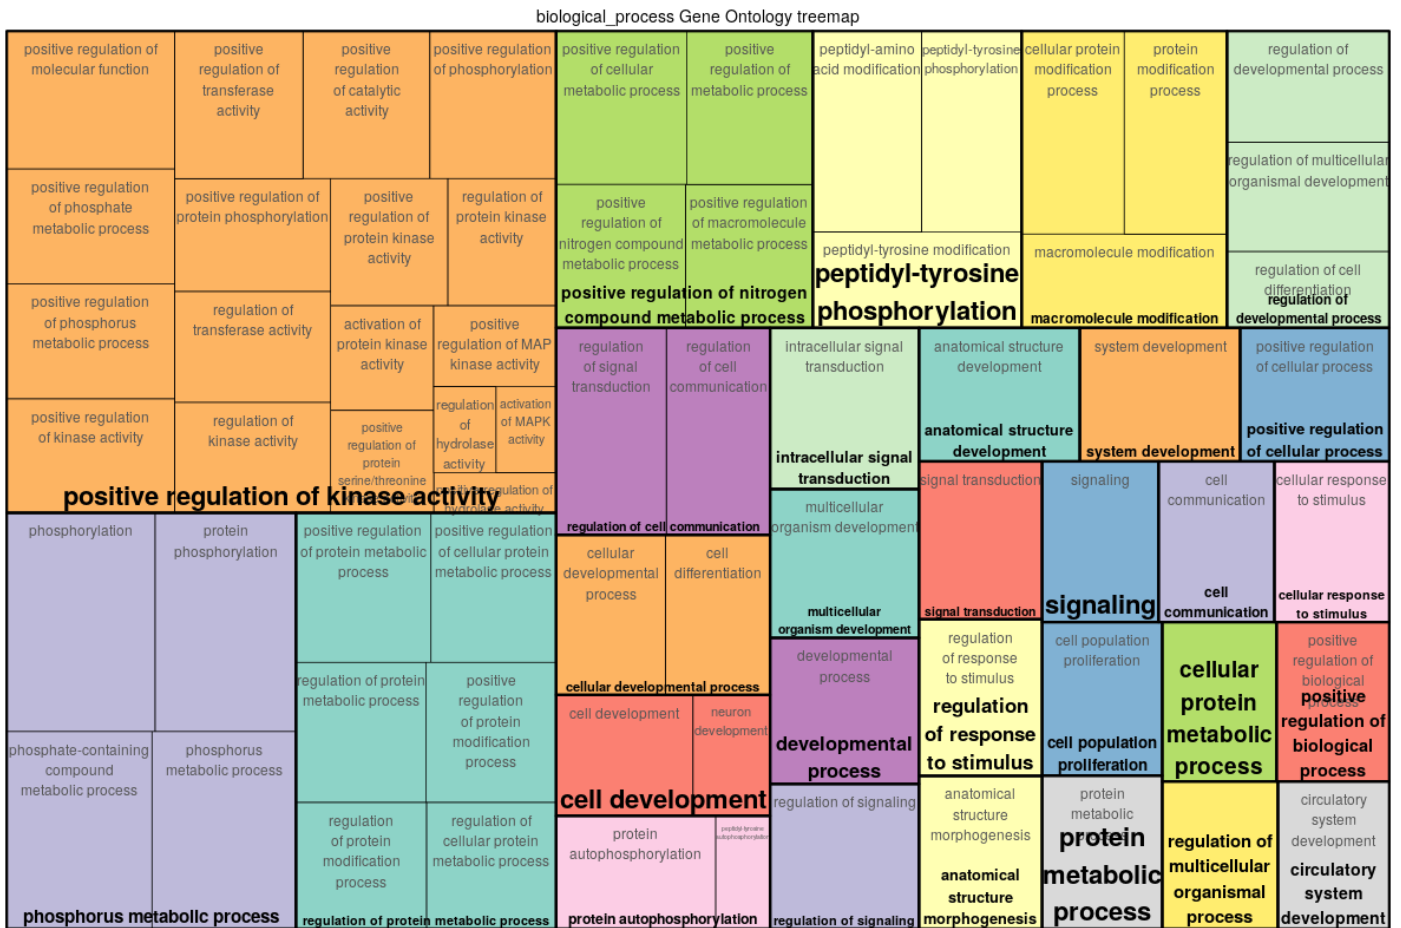 biological_process Gene Ontology treemap
positive regulation of
molecular function
positive
regulation of
transferase
activity
positive
regulation
of catalytic
activity
positive regulation
of phosphorylation
positive regulation
of phosphate
metabolic process
positive regulation of
protein phosphorylation
positive
regulation of
protein kinase
activity
regulation of
protein kinase
activity
positive regulation
of phosphorus
metabolic process
regulation of
transferase activity
activation of
protein kinase
activity
positive
regulation of MAP
kinase activity
positive regulation
of kinase activity
regulation of
kinase activity
positive
regulation of
protein
serine/threonine
regulation
of
hydrolase
activity
activation
of MAPK
activity
positive regulation of
hydrolase activity
positive regulation of kinase activity
positive regulation
of cellular
metabolic process
positive
regulation of
metabolic process
positive
regulation of
nitrogen compound
metabolic process
positive regulation
of macromolecule
metabolic process
positive regulation of nitrogen
compound metabolic process
peptidyl-amino
acid modification
peptidyl-tyrosine
phosphorylation
peptidyl-tyrosine modification
peptidyl-tyrosine
phosphorylation
cellular protein
modification
process
protein
modification
process
macromolecule modification
macromolecule modification
regulation of
developmental process
regulation of multicellular
organismal development
regulation of cell
differentiation
regulation of
developmental process
phosphorylation
protein
phosphorylation
phosphate-containing
compound
metabolic process
phosphorus
metabolic process
phosphorus metabolic process
positive regulation
of protein metabolic
process
positive regulation
of cellular protein
metabolic process
regulation of protein
metabolic process
positive
regulation
of protein
modification
process
regulation
of protein
modification
process
regulation of
cellular protein
metabolic process
regulation of protein metabolic process
regulation
of signal
transduction
regulation
of cell
communication
regulation of cell communication
cellular
developmental
process
cell
differentiation
cellular developmental process
cell development
neuron
development
cell development
protein
autophosphorylation
peptidyl-tyrosine
autophosphorylation
protein autophosphorylation
intracellular signal
transduction
intracellular signal
transduction
multicellular
organism development
multicellular
organism development
developmental
process
developmental
process
regulation of signaling
regulation of signaling
anatomical structure
development
anatomical structure
development
system development
system development
positive regulation
of cellular process
positive regulation
of cellular process
signal transduction
signal transduction
signaling
signaling
cell
communication
cell
communication
cellular response
to stimulus
cellular response
to stimulus
regulation
of response
to stimulus
regulation
of response
to stimulus
cell population
proliferation
cell population
proliferation
cellular
protein
metabolic
process
positive
regulation of
biological
process
positive
regulation of
biological
process
anatomical
structure
morphogenesis
anatomical
structure
morphogenesis
protein
metabolic
process
protein
metabolic
process
regulation of
multicellular
organismal
process
circulatory
system
development
circulatory
system
development